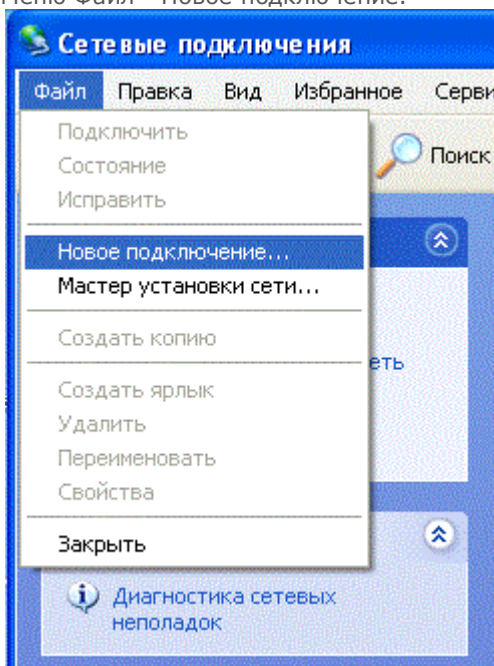 Меню Файл - Новое подключение.
Сетевые подключения
Файл Правка Вид Избранное Серви
Подключить
Поиск
Состояние
Исправить
Новое подключение...
Мастер установки сети...
Создать копию
еть
Создать ярлык
Удалить
Переименовать
Свойства
Закрыть
Диагностика сетевых
неполадок